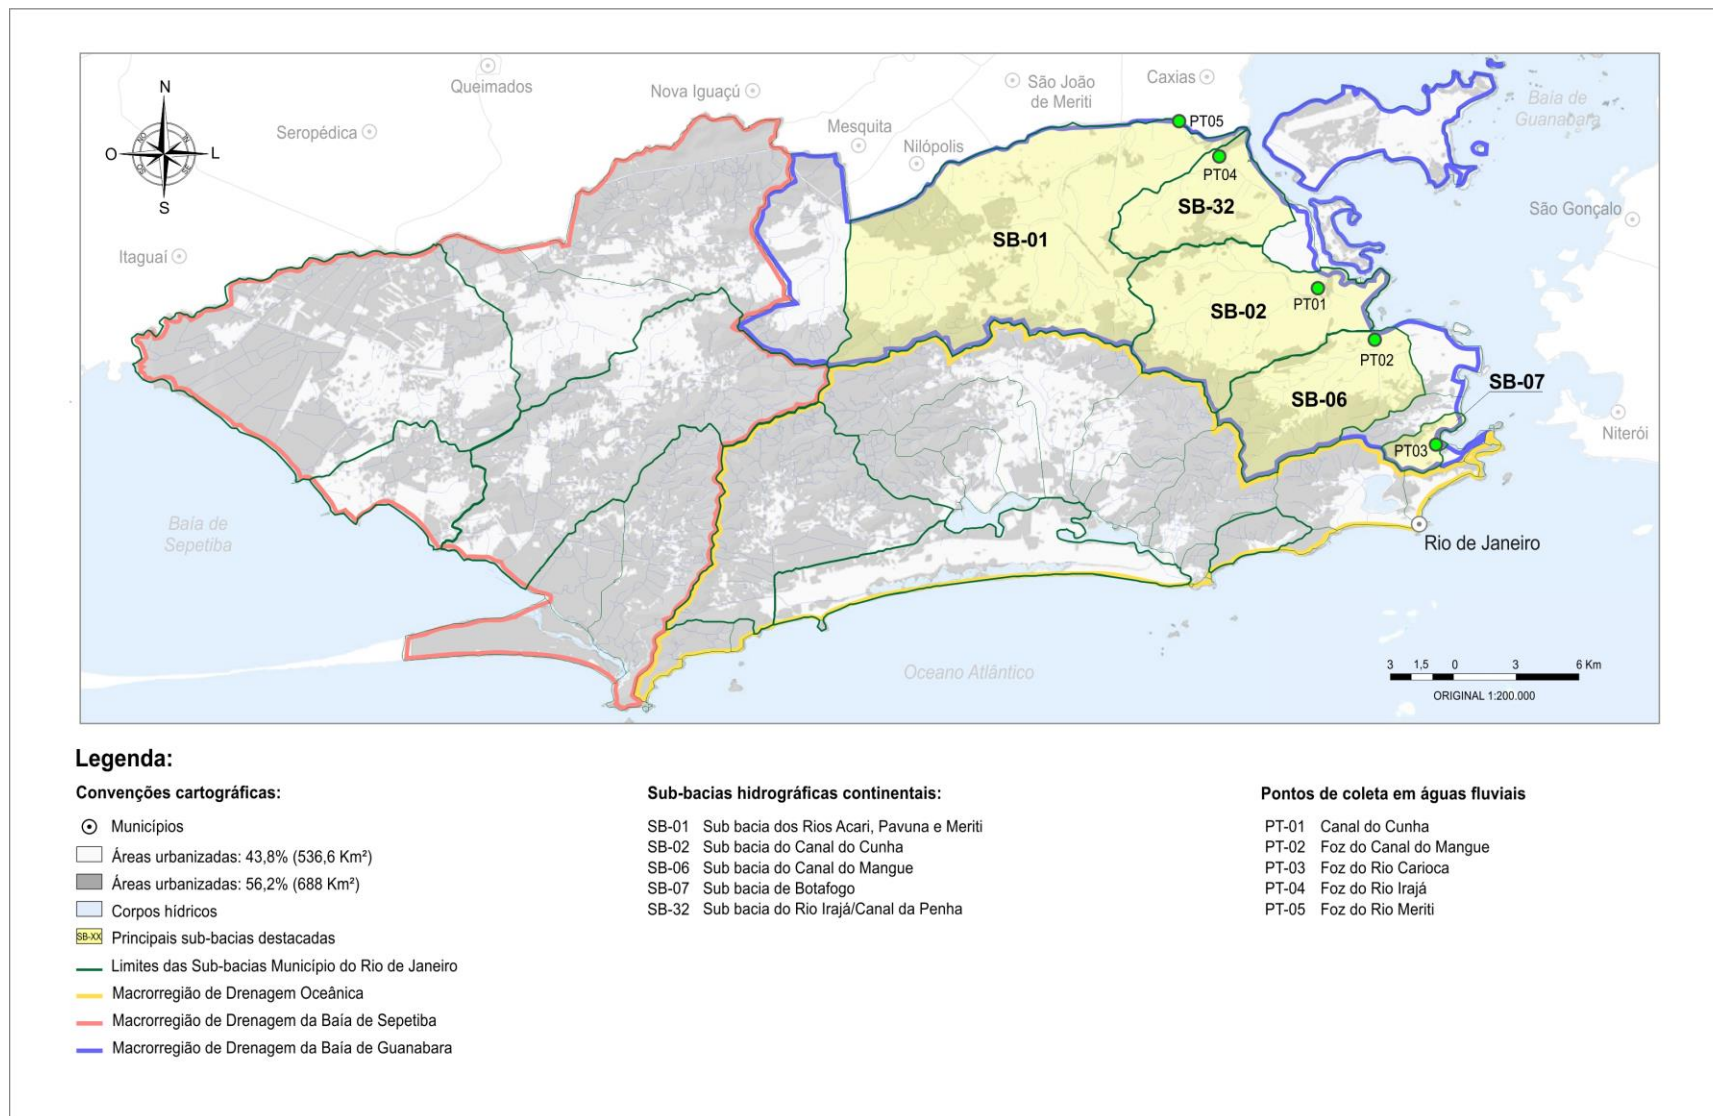 N
O
L
S
NO
NE
SO
SE
Queimados
Nova Iguaçú
Seropédica
Itaguaí
Mesquita
Nilópolis
São João
de Meriti
Caxias
PT05
PT04
Baía de
Guanabara
São Gonçalo
SB-32
SB-01
PT01
SB-02
PT02
SB-07
SB-06
PT03
Niterói
Baía de
Sepetiba
Rio de Janeiro
Oceano Atlântico
3 1,5 0 3 6 Km
ORIGINAL 1:200.000
Legenda:
Convenções cartográficas:
Municípios
Áreas urbanizadas: 43,8% (536,6 Km²)
Áreas urbanizadas: 56,2% (688 Km²)
Corpos hídricos
SB-XX Principais sub-bacias destacadas
Limites das Sub-bacias Município do Rio de Janeiro
Macrorregião de Drenagem Oceânica
Macrorregião de Drenagem da Baía de Sepetiba
Macrorregião de Drenagem da Baía de Guanabara
Sub-bacias hidrográficas continentais:
SB-01 Sub bacia dos Rios Acari, Pavuna e Meriti
SB-02 Sub bacia do Canal do Cunha
SB-06 Sub bacia do Canal do Mangue
SB-07 Sub bacia de Botafogo
SB-32 Sub bacia do Rio Irajá/Canal da Penha
Pontos de coleta em águas fluviais
PT-01 Canal do Cunha
PT-02 Foz do Canal do Mangue
PT-03 Foz do Rio Carioca
PT-04 Foz do Rio Irajá
PT-05 Foz do Rio Meriti